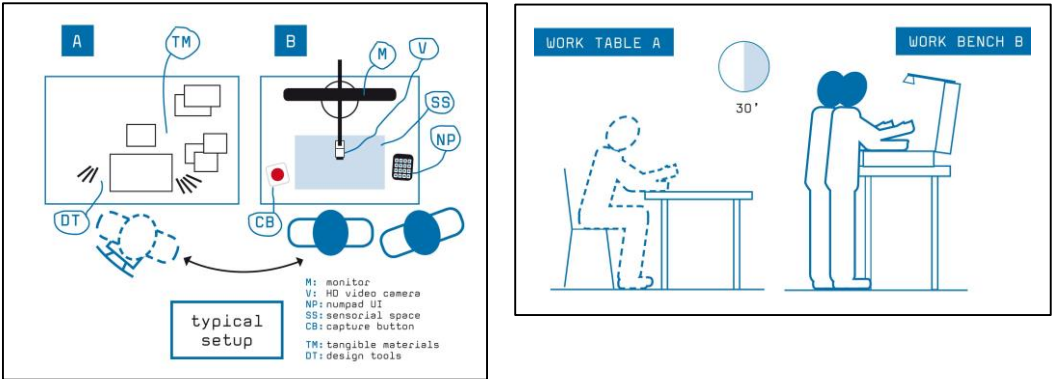 A
TM
B
M
V
SS
NP
DT
CB
typical
setup
M: monitor
V: HD video camera
NP: numpad UI
SS: sensorial space
CB: capture button
TM: tangible materials
DT: design tools
WORK TABLE A
30'
WORK BENCH B